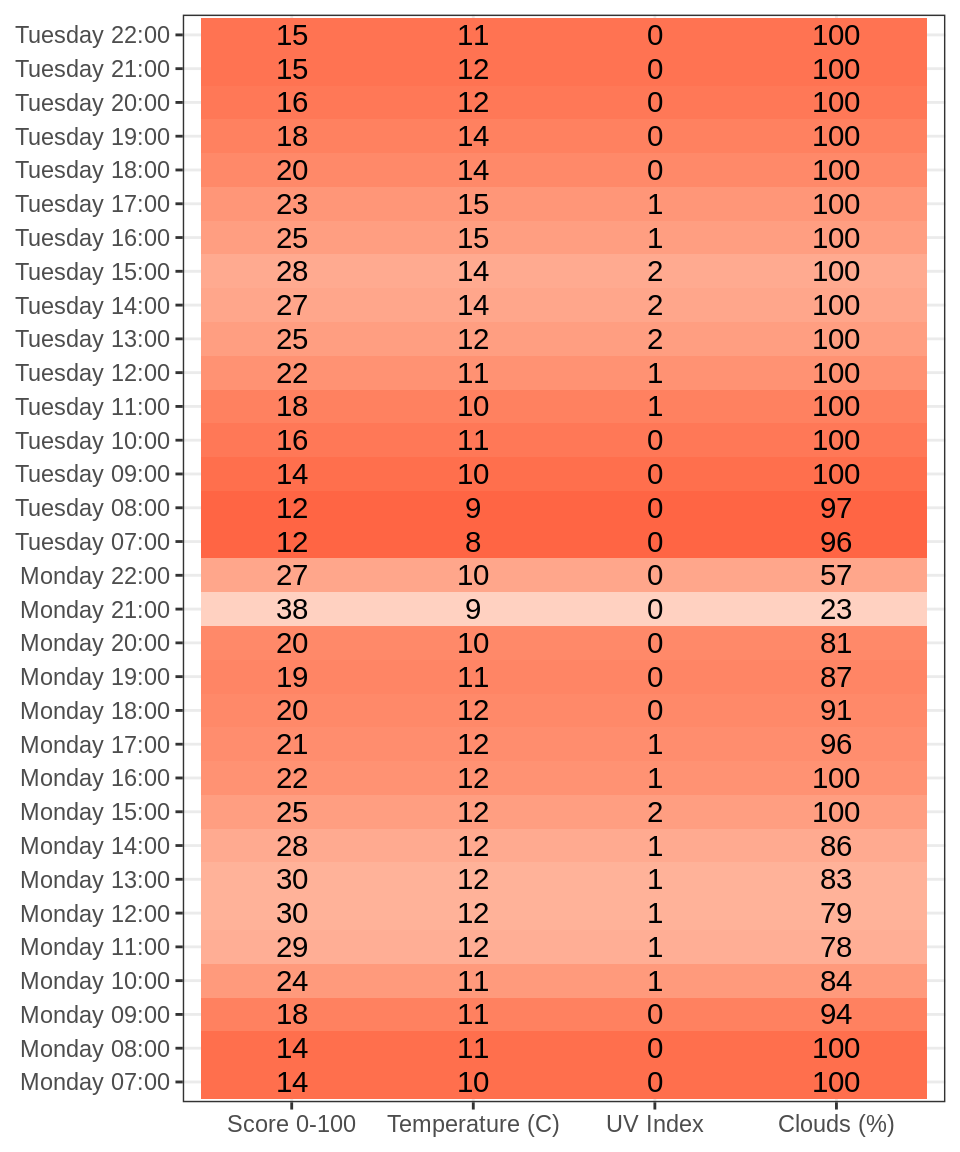 Tuesday 22:00 15 11 0 100
Tuesday 21:00 15 12 0 100
Tuesday 20:00 16 12 0 100
Tuesday 19:00 18 14 0 100
Tuesday 18:00 20 14 0 100
Tuesday 17:00 23 15 1 100
Tuesday 16:00 25 15 1 100
Tuesday 15:00 28 14 2 100
Tuesday 14:00 27 14 2 100
Tuesday 13:00 25 12 2 100
Tuesday 12:00 22 11 1 100
Tuesday 11:00 18 10 1 100
Tuesday 10:00 16 11 0 100
Tuesday 09:00 14 10 0 100
Tuesday 08:00 12 9 0 97
Tuesday 07:00 12 8 0 96
Monday 22:00 27 10 0 57
Monday 21:00 38 9 0 23
Monday 20:00 20 10 0 81
Monday 19:00 19 11 0 87
Monday 18:00 20 12 0 91
Monday 17:00 21 12 1 96
Monday 16:00 22 12 1 100
Monday 15:00 25 12 2 100
Monday 14:00 28 12 1 86
Monday 13:00 30 12 1 83
Monday 12:00 30 12 1 79
Monday 11:00 29 12 1 78
Monday 10:00 24 11 1 84
Monday 09:00 18 11 0 94
Monday 08:00 14 11 0 100
Monday 07:00 14 10 0 100
Score 0-100 Temperature (C) UV Index Clouds (%)